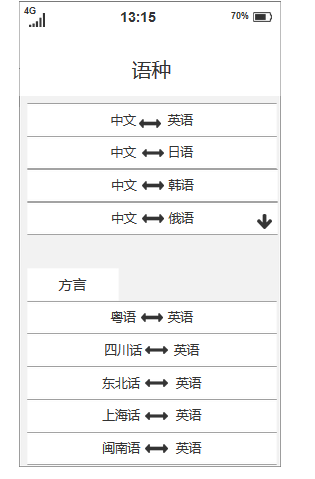 4G 13:15 70%
语种
中文 英语
中文 日语
中文 韩语
中文 俄语
方言
粤语 英语
四川话 英语
东北话 英语
上海话 英语
闽南语 英语